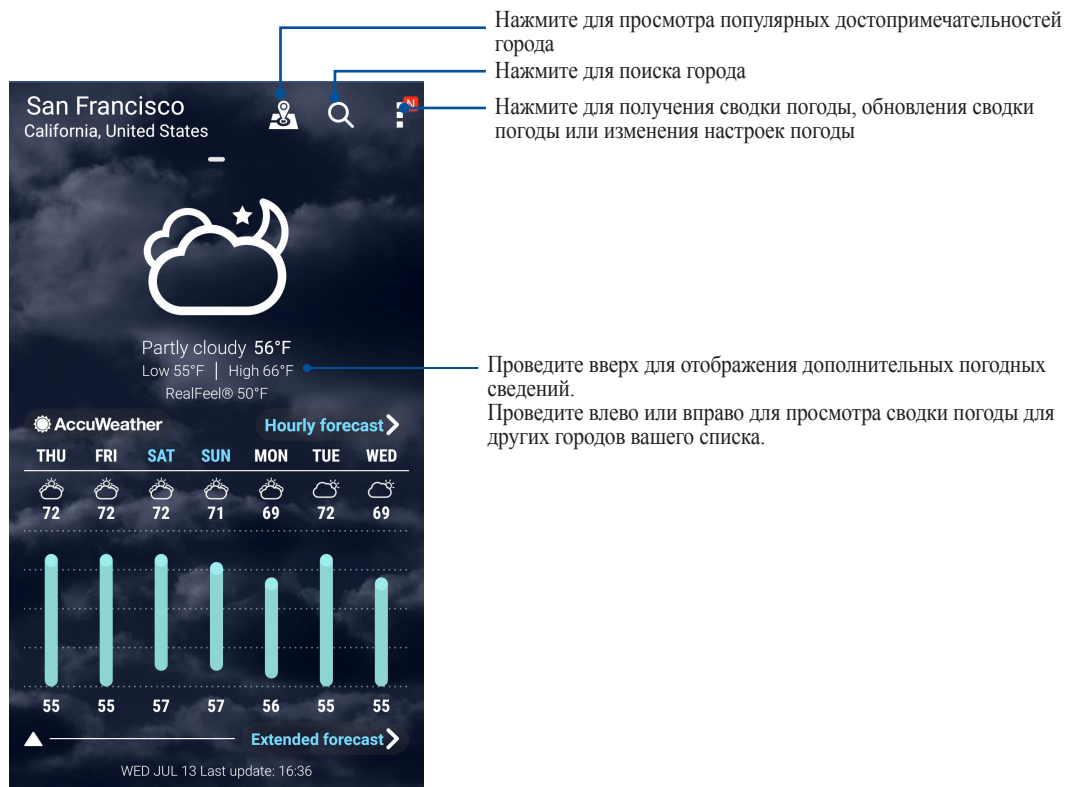 Нажмите для просмотра популярных достопримечательностей
города
Нажмите для поиска города
Нажмите для получения сводки погоды, обновления сводки
погоды или изменения настроек погоды
San Francisco
California, United States
N
Partly cloudy 56°F
Low 55°F | High 66°F
RealFeel® 50°F
Проведите вверх для отображения дополнительных погодных
сведений.
Проведите влево или вправо для просмотра сводки погоды для
других городов вашего списка.
AccuWeather Hourly forecast
THU FRI SAT SUN MON TUE WED
72 72 72 71 69 72 69
55 55 57 57 56 55 55
Extended forecast
WED JUL 13 Last update: 16:36